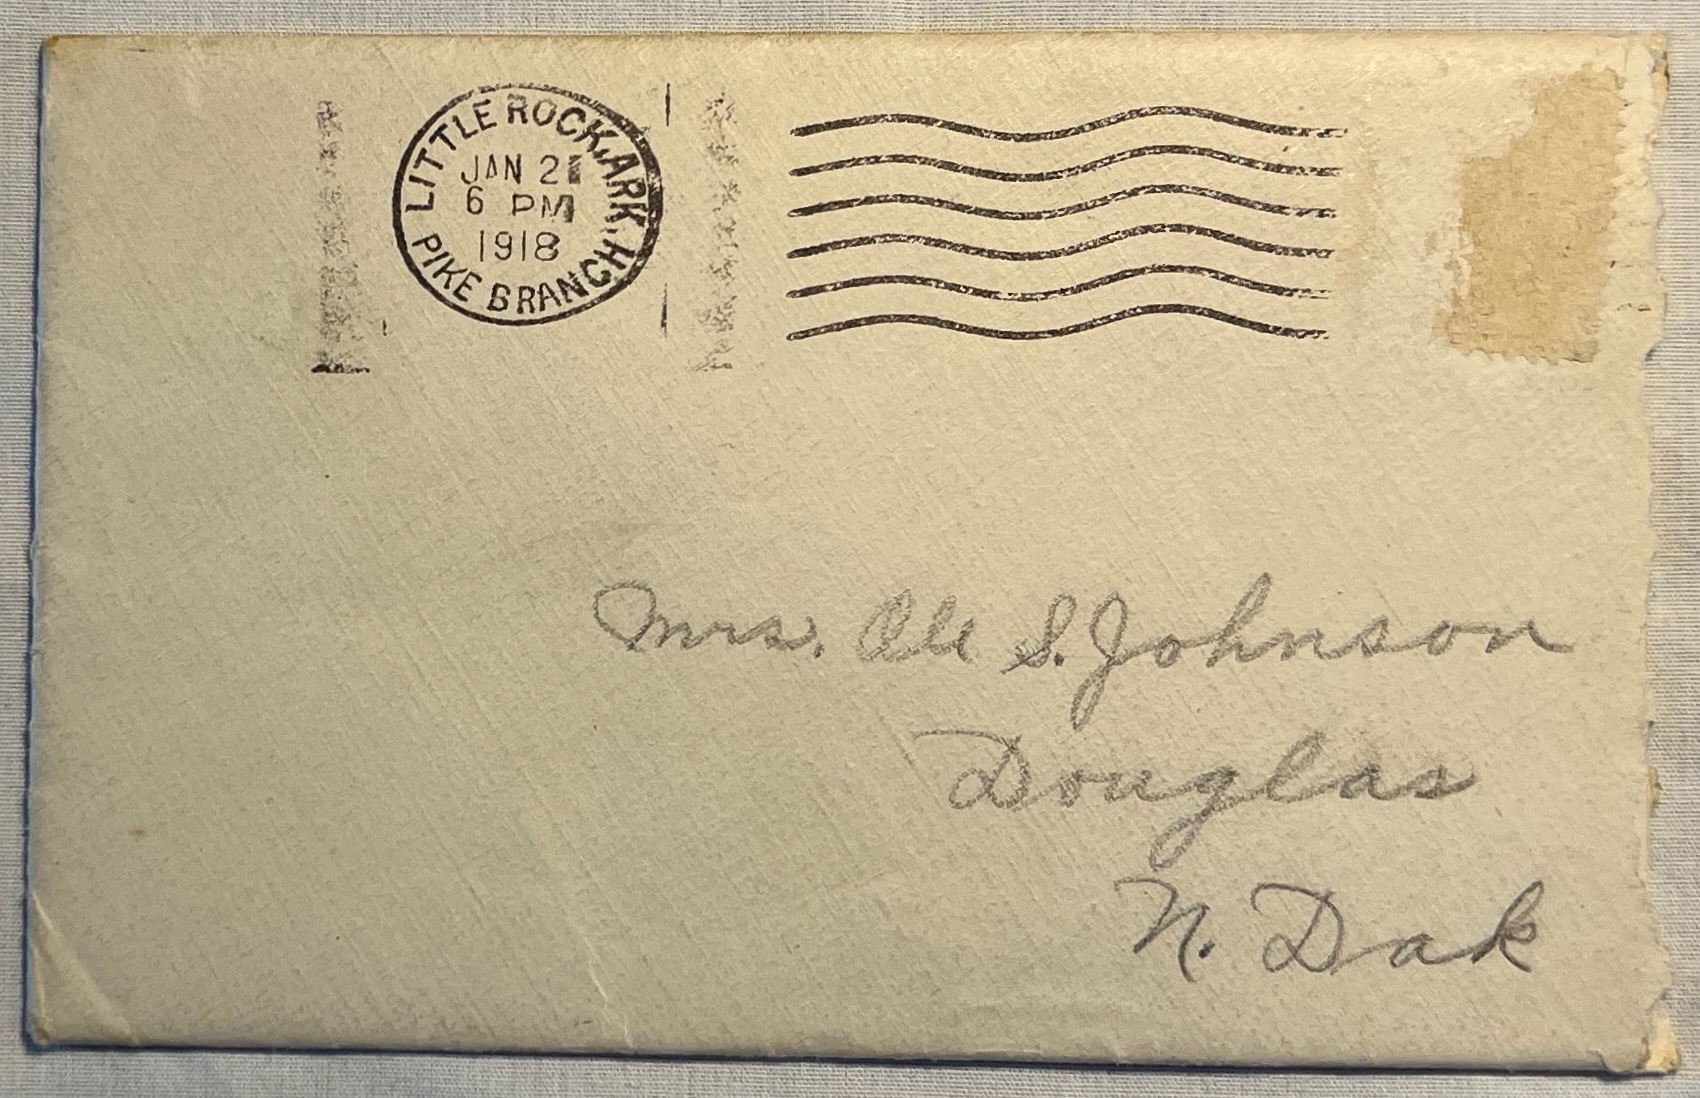 LITTLE ROCK, ARK.
JAN 21
6 PM
1918
PIKE BRANCH
Mrs. Ole S. Johnson
Douglas
N. Dak